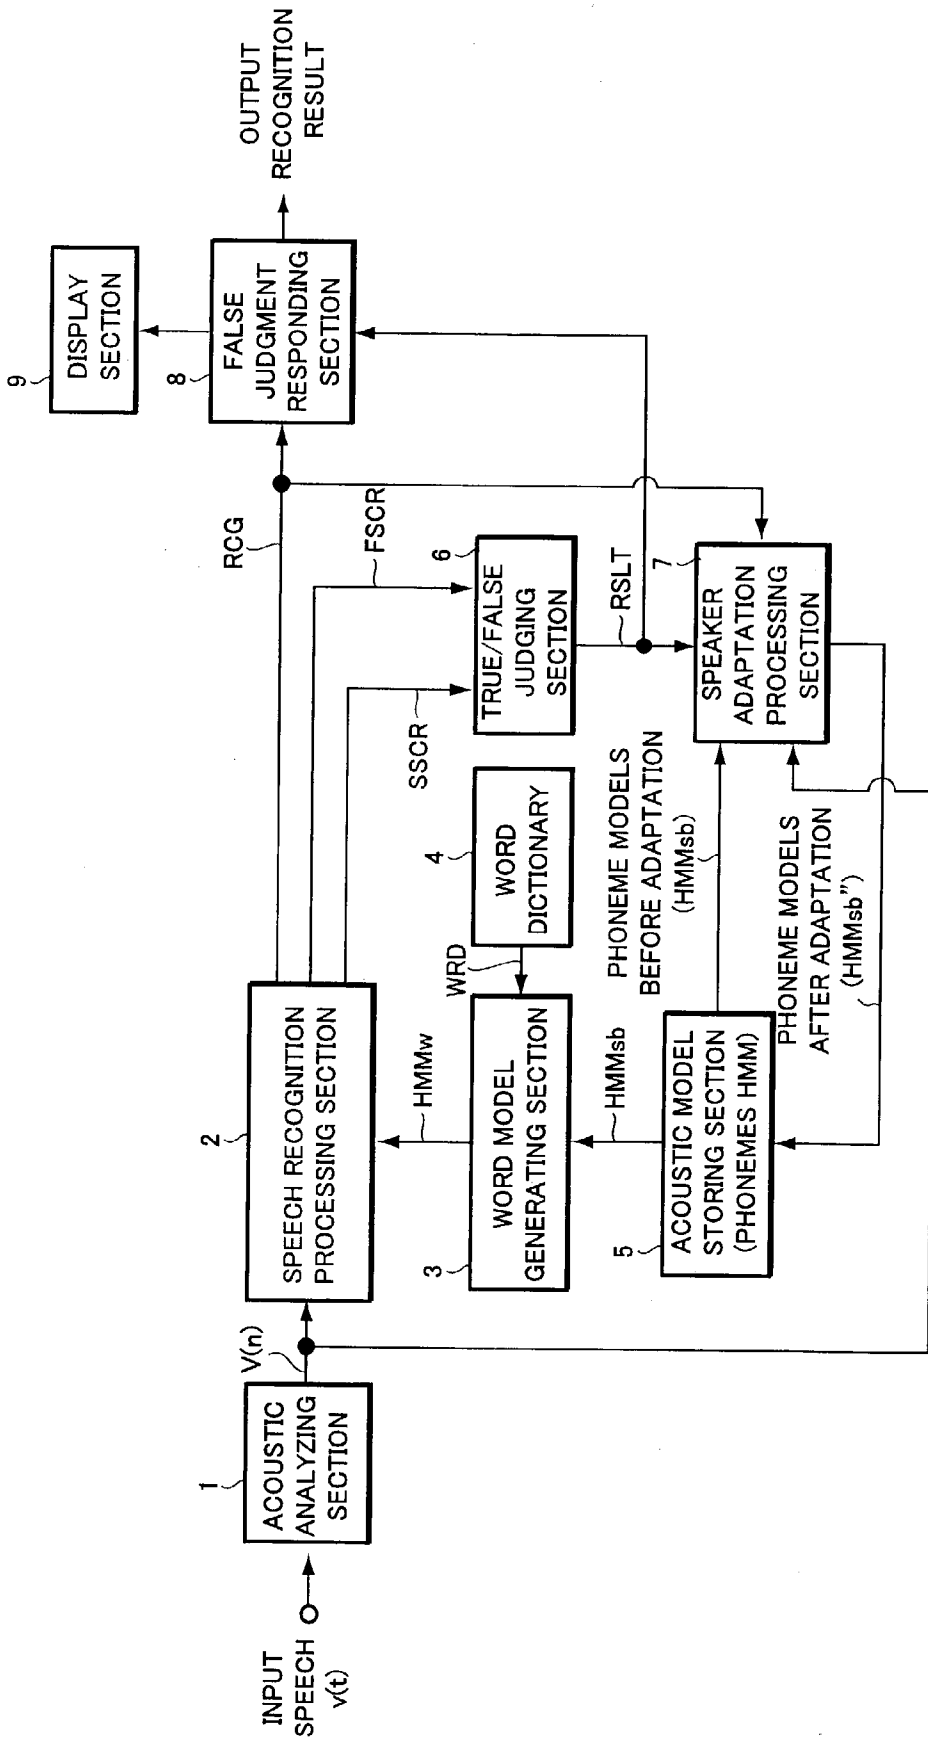 INPUT
SPEECH
v(t)
1
ACOUSTIC
ANALYZING
SECTION
V(n)
2
SPEECH RECOGNITION
PROCESSING SECTION
RCG
FSCR
SSCR
HMMw
3
WORD MODEL
GENERATING SECTION
WRD
4
WORD
DICTIONARY
HMMsb
5
ACOUSTIC MODEL
STORING SECTION
(PHONEMES HMM)
PHONEME MODELS
BEFORE ADAPTATION
(HMMsb)
PHONEME MODELS
AFTER ADAPTATION
(HMMsb")
6
TRUE/FALSE
JUDGING
SECTION
RSLT
7
SPEAKER
ADAPTATION
PROCESSING
SECTION
8
FALSE
JUDGMENT
RESPONDING
SECTION
9
DISPLAY
SECTION
OUTPUT
RECOGNITION
RESULT